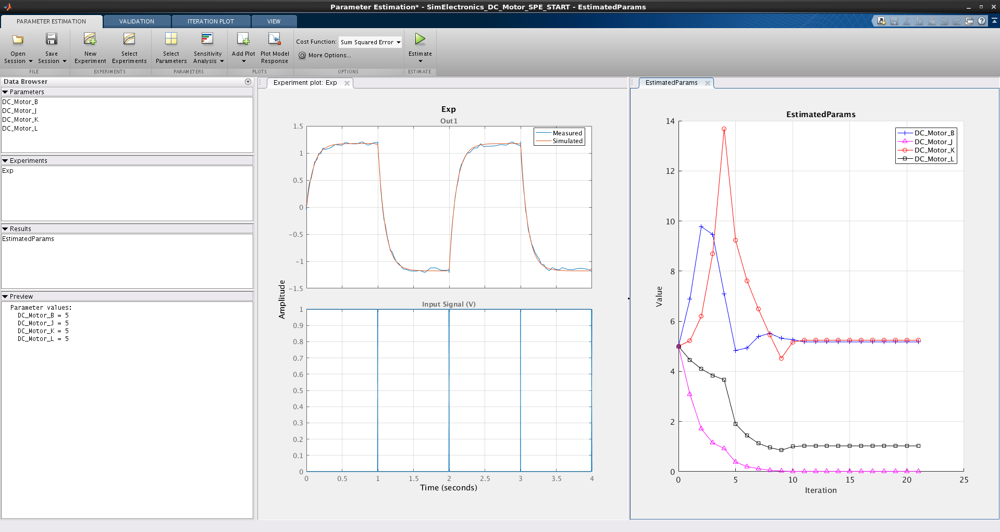 Parameter Estimation* - SimElectronics_DC_Motor_SPE_START - EstimatedParams
PARAMETER ESTIMATION VALIDATION ITERATION PLOT VIEW
Open Session
Save Session
New Experiment
Select Experiments
Select Parameters
Sensitivity Analysis
Add Plot
Plot Model Response
Cost Function: Sum Squared Error
More Options...
Estimate
FILE EXPERIMENTS PARAMETERS PLOTS OPTIONS ESTIMATE
Data Browser
Parameters
DC_Motor_B
DC_Motor_J
DC_Motor_K
DC_Motor_L
Experiments
Exp
Results
EstimatedParams
Preview
Parameter values:
DC_Motor_B = 5
DC_Motor_J = 5
DC_Motor_K = 5
DC_Motor_L = 5
Experiment plot: Exp
Exp
Out1
Measured
Simulated
1.5
1
0.5
0
-0.5
-1
-1.5
Amplitude
Input Signal (V)
1
0.9
0.8
0.7
0.6
0.5
0.4
0.3
0.2
0.1
0
0 0.5 1 1.5 2 2.5 3 3.5 4
Time (seconds)
EstimatedParams
EstimatedParams
DC_Motor_B
DC_Motor_J
DC_Motor_K
DC_Motor_L
14
12
10
8
6
4
2
0
Value
0 5 10 15 20 25
Iteration